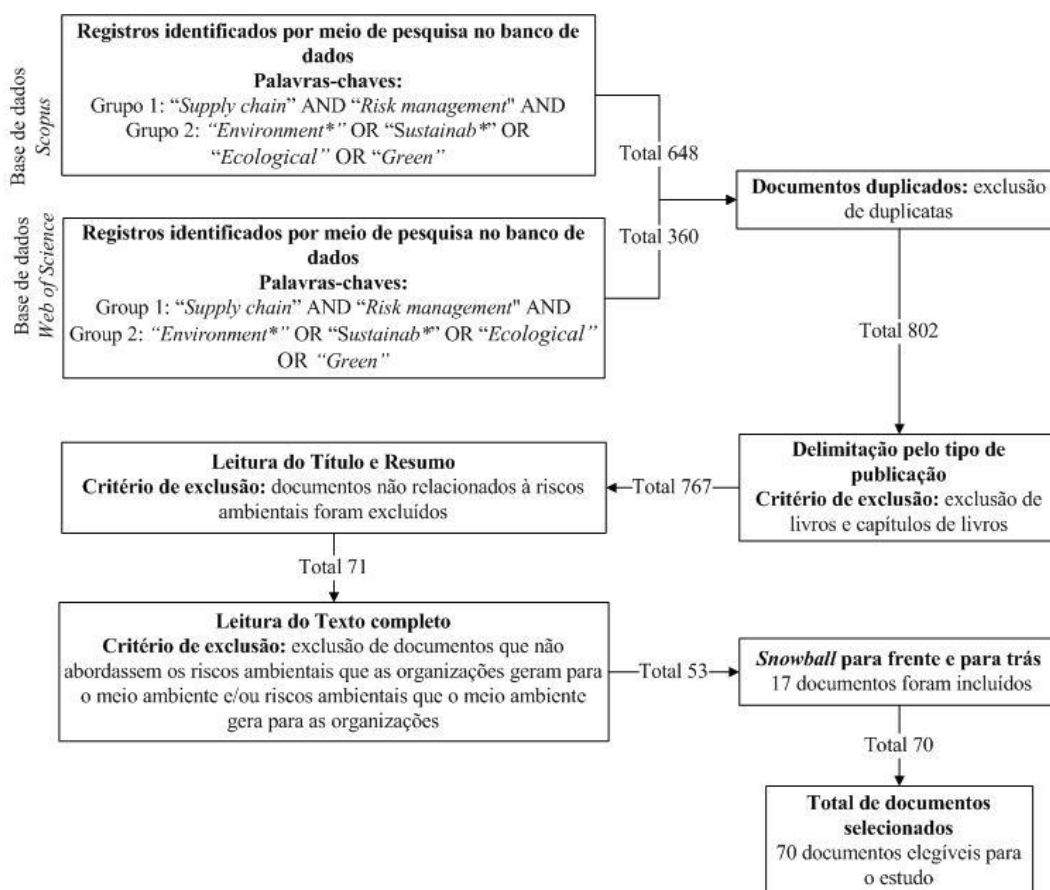 Base de dados
Scopus
Registros identificados por meio de pesquisa no banco de
dados
Palavras-chaves:
Grupo 1: “Supply chain” AND “Risk management" AND
Grupo 2: “Environment*” OR “Sustainab*” OR
“Ecological” OR “Green”
Total 648
Base de dados
Web of Science
Registros identificados por meio de pesquisa no banco de
dados
Palavras-chaves:
Group 1: “Supply chain” AND “Risk management" AND
Group 2: “Environment*” OR “Sustainab*” OR “Ecological”
OR “Green”
Total 360
Documentos duplicados: exclusão
de duplicatas
Total 802
Delimitação pelo tipo de
publicação
Critério de exclusão: exclusão de
livros e capítulos de livros
Total 767
Leitura do Título e Resumo
Critério de exclusão: documentos não relacionados à riscos
ambientais foram excluídos
Total 71
Leitura do Texto completo
Critério de exclusão: exclusão de documentos que não
abordassem os riscos ambientais que as organizações geram para
o meio ambiente e/ou riscos ambientais que o meio ambiente
gera para as organizações
Total 53
Snowball para frente e para trás
17 documentos foram incluídos
Total 70
Total de documentos
selecionados
70 documentos elegíveis para
o estudo